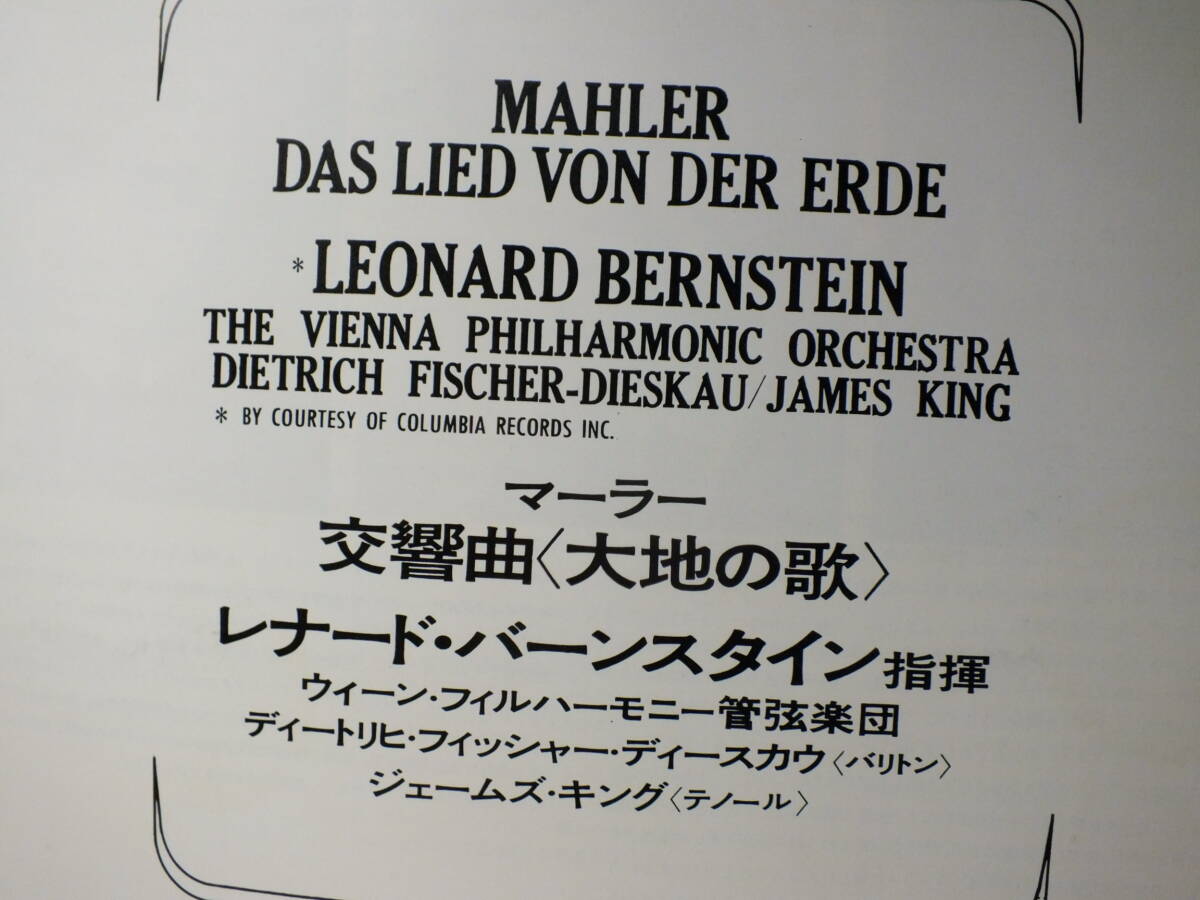 MAHLER
DAS LIED VON DER ERDE
*LEONARD BERNSTEIN
THE VIENNA PHILHARMONIC ORCHESTRA
DIETRICH FISCHER-DIESKAU/JAMES KING
* BY COURTESY OF COLUMBIA RECORDS INC.
マーラー
交響曲〈大地の歌〉
レナード・バーンスタイン指揮
ウィーン・フィルハーモニー管弦楽団
ディートリヒ・フィッシャー・ディースカウ〈バリトン〉
ジェームズ・キング〈テノール〉